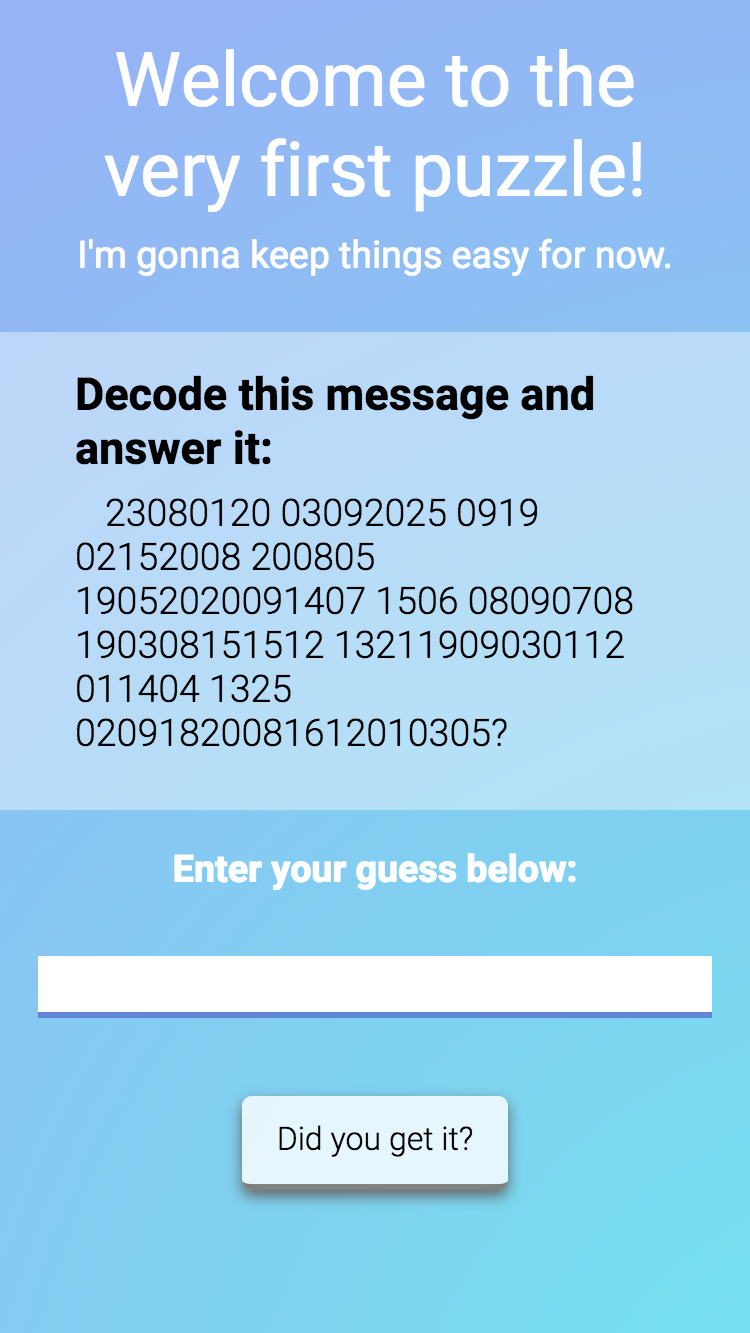 Welcome to the
very first puzzle!
I'm gonna keep things easy for now.
Decode this message and
answer it:
23080120 03092025 0919
02152008 200805
19052020091407 1506 08090708
190308151512 13211909030112
011404 1325
02091820081612010305?
Enter your guess below:
Did you get it?